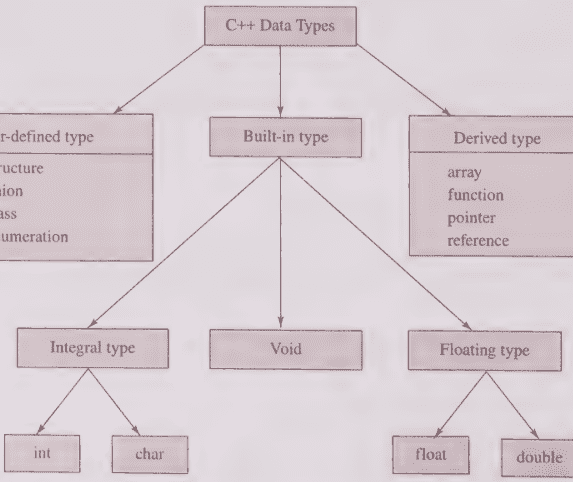 C++ Data Types
r-defined type
Built-in type
Derived type
ructure
nion
ass
umeration
array
function
pointer
reference
Integral type
Void
Floating type
int
char
float
double